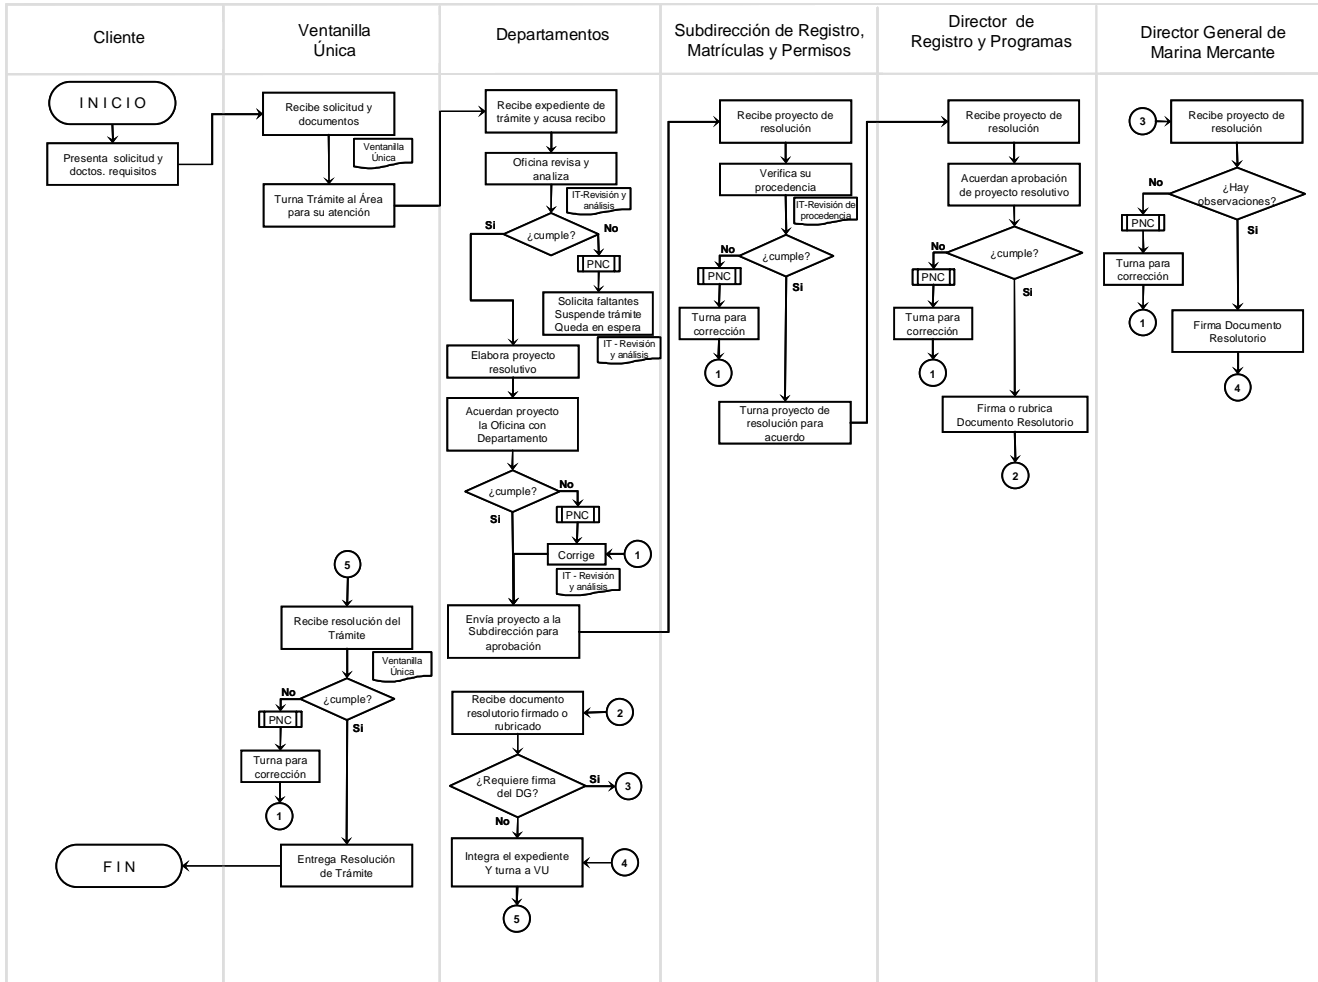 Cliente
Ventanilla
Única
Departamentos
Subdirección de Registro,
Matrículas y Permisos
Director de
Registro y Programas
Director General de
Marina Mercante
INICIO
Presenta solicitud y
doctos. requisitos
Recibe solicitud y
documentos
Ventanilla
Única
Turna Trámite al Área
para su atención
5
Recibe resolución del
Trámite
Ventanilla
Única
¿cumple?
No
Si
PNC
Turna para
corrección
1
Entrega Resolución
de Trámite
FIN
Recibe expediente de
trámite y acusa recibo
Oficina revisa y
analiza
IT-Revisión y
análisis
Si
¿cumple?
No
PNC
Solicita faltantes
Suspende trámite
Queda en espera
IT - Revisión
y análisis
Elabora proyecto
resolutivo
Acuerdan proyecto
la Oficina con
Departamento
¿cumple?
No
Si
PNC
Corrige
1
IT - Revisión
y análisis
Envía proyecto a la
Subdirección para
aprobación
Recibe documento
resolutorio firmado o
rubricado
2
¿Requiere firma
del DG?
Si
3
No
Integra el expediente
Y turna a VU
4
5
Recibe proyecto de
resolución
Verifica su
procedencia
IT-Revisión de
procedencia
No
¿cumple?
PNC
Si
Turna para
corrección
1
Turna proyecto de
resolución para
acuerdo
Recibe proyecto de
resolución
Acuerdan aprobación
de proyecto resolutivo
No
¿cumple?
PNC
Si
Turna para
corrección
1
Firma o rubrica
Documento Resolutorio
2
3
Recibe proyecto de
resolución
No
¿Hay
observaciones?
PNC
Si
Turna para
corrección
1
Firma Documento
Resolutorio
4